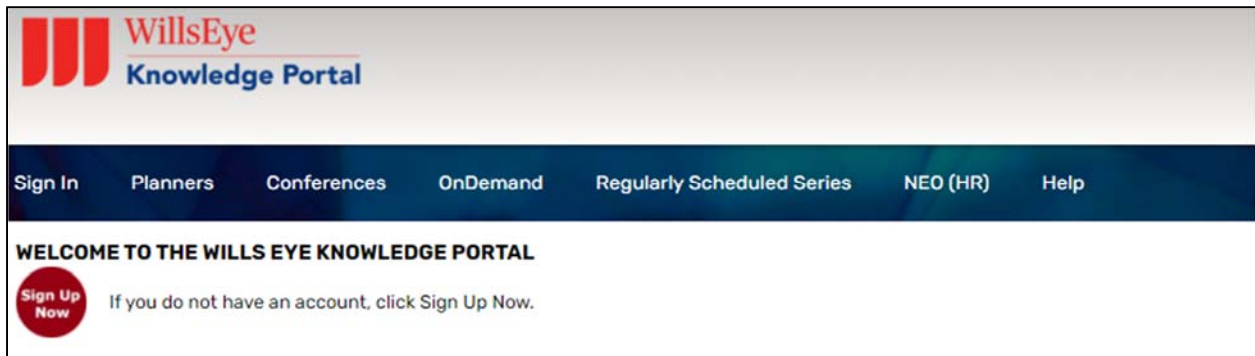 WillsEye
Knowledge Portal
Sign In Planners Conferences OnDemand Regularly Scheduled Series NEO (HR) Help
WELCOME TO THE WILLS EYE KNOWLEDGE PORTAL
Sign Up
Now
If you do not have an account, click Sign Up Now.